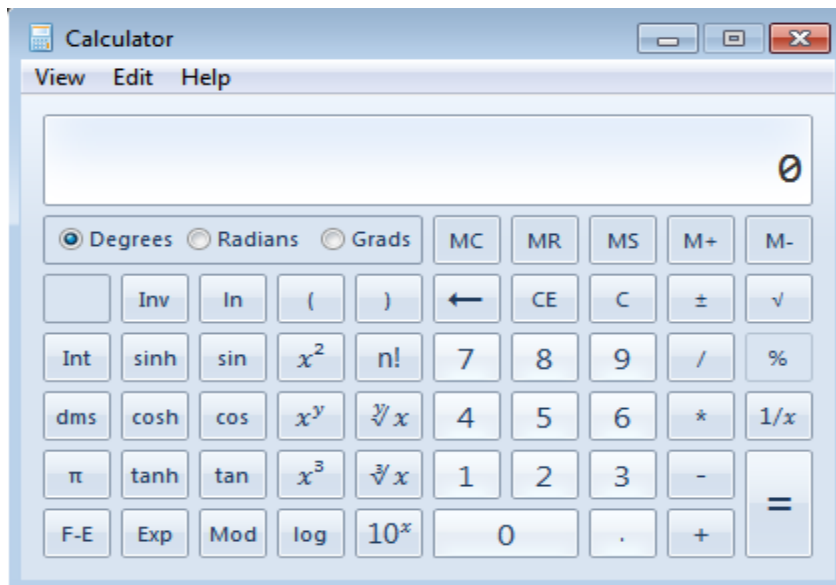 Calculator
View Edit Help
0
Degrees Radians Grads MC MR MS M+ M-
Inv ln ( ) ← CE C ± √
Int sinh sin x² n! 7 8 9 / %
dms cosh cos xʸ ʸ√x 4 5 6 * 1/x
π tanh tan x³ ³√x 1 2 3 - =
F-E Exp Mod log 10ˣ 0 . +